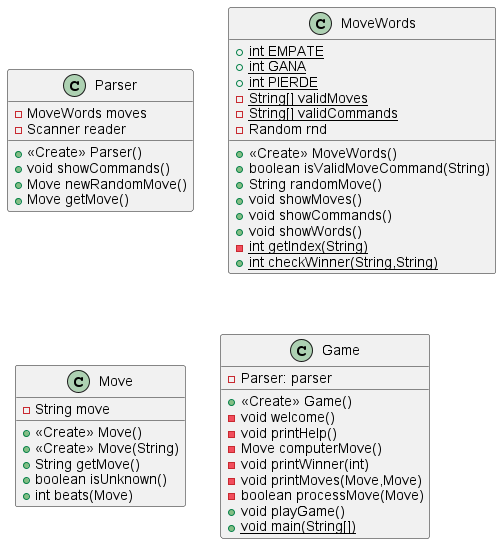 C Parser
MoveWords moves
Scanner reader
«Create» Parser()
void showCommands()
Move newRandomMove()
Move getMove()
C MoveWords
int EMPATE
int GANA
int PIERDE
String[] validMoves
String[] validCommands
Random rnd
«Create» MoveWords()
boolean isValidMoveCommand(String)
String randomMove()
void showMoves()
void showCommands()
void showWords()
int getIndex(String)
int checkWinner(String,String)
C Move
String move
«Create» Move()
«Create» Move(String)
String getMove()
boolean isUnknown()
int beats(Move)
C Game
Parser: parser
«Create» Game()
void welcome()
void printHelp()
Move computerMove()
void printWinner(int)
void printMoves(Move,Move)
boolean processMove(Move)
void playGame()
void main(String[])